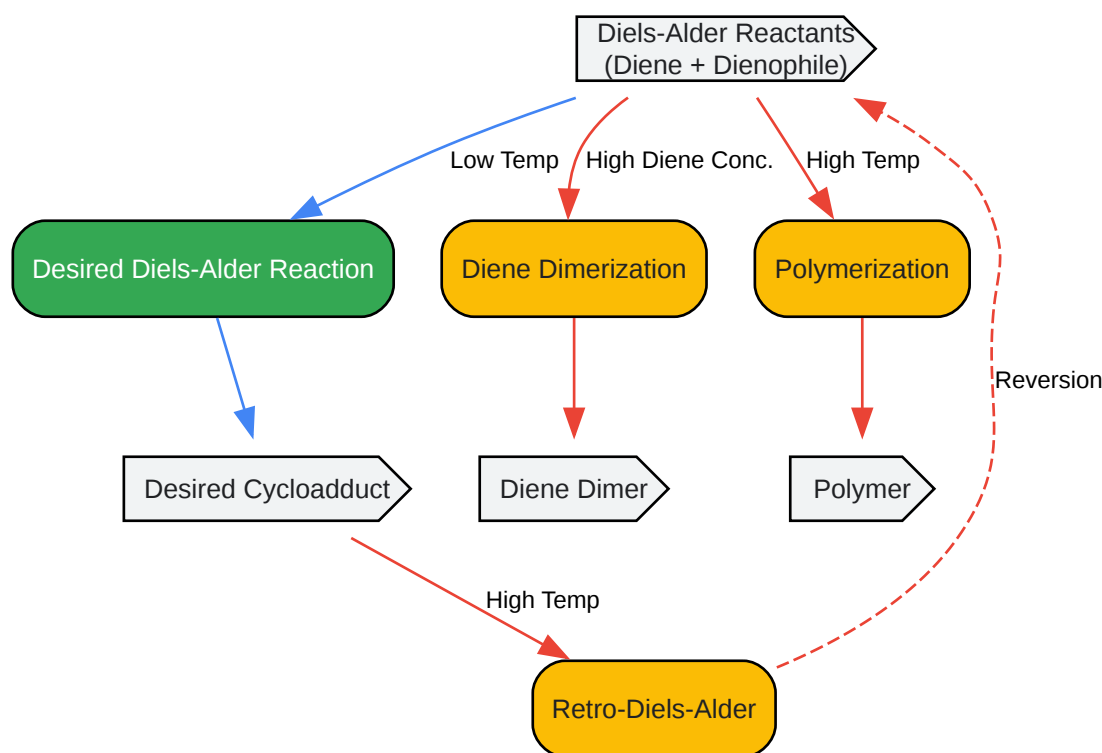 Diels-Alder Reactants
(Diene + Dienophile)
Low Temp
High Diene Conc.
High Temp
Desired Diels-Alder Reaction
Diene Dimerization
Polymerization
Reversion
Desired Cycloadduct
Diene Dimer
Polymer
High Temp
Retro-Diels-Alder